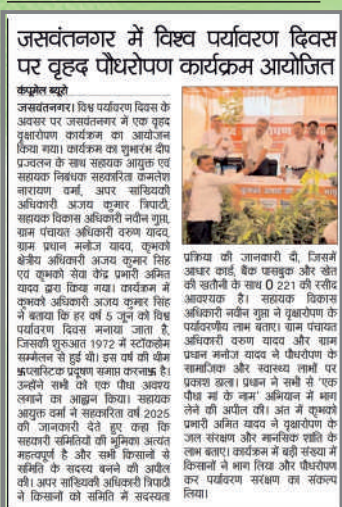 जसवंतनगर में विश्व पर्यावरण दिवस
पर वृहद पौधरोपण कार्यक्रम आयोजित
कंपूमेल ब्यूरो
जसवंतनगर। विश्व पर्यावरण दिवस के
अवसर पर जसवंतनगर में एक वृहद
वृक्षारोपण कार्यक्रम का आयोजन
किया गया। कार्यक्रम का शुभारंभ दीप
प्रज्वलन के साथ सहायक आयुक्त एवं
सहायक निबंधक सहकारिता कमलेश
नारायण वर्मा, अपर सांख्यिकी
अधिकारी अजय कुमार त्रिपाठी,
सहायक विकास अधिकारी नवीन गुप्ता,
ग्राम पंचायत अधिकारी वरुण यादव,
ग्राम प्रधान मनोज यादव, कृभको
क्षेत्रीय अधिकारी अजय कुमार सिंह
एवं कृभको सेवा केंद्र प्रभारी अमित
यादव द्वारा किया गया। कार्यक्रम में
कृभको अधिकारी अजय कुमार सिंह
ने बताया कि हर वर्ष 5 जून को विश्व
पर्यावरण दिवस मनाया जाता है,
जिसकी शुरुआत 1972 में स्टॉकहोम
सम्मेलन से हुई थी। इस वर्ष की थीम
ह्यप्लास्टिक प्रदूषण समाप्त करनाह्ण है।
उन्होंने सभी को एक पौधा अवश्य
लगाने का आह्वान किया। सहायक
आयुक्त वर्मा ने सहकारिता वर्ष 2025
की जानकारी देते हुए कहा कि
सहकारी समितियों की भूमिका अत्यंत
महत्वपूर्ण है और सभी किसानों से
समिति के सदस्य बनने की अपील
की। अपर सांख्यिकी अधिकारी त्रिपाठी
ने किसानों को समिति में सदस्यता
प्रक्रिया की जानकारी दी, जिसमें
आधार कार्ड, बैंक पासबुक और खेत
की खतौनी के साथ 0 221 की रसीद
आवश्यक है। सहायक विकास
अधिकारी नवीन गुप्ता ने वृक्षारोपण के
पर्यावरणीय लाभ बताए। ग्राम पंचायत
अधिकारी वरुण यादव और ग्राम
प्रधान मनोज यादव ने पौधरोपण के
सामाजिक और स्वास्थ्य लाभों पर
प्रकाश डाला। प्रधान ने सभी से 'एक
पौधा मां के नाम' अभियान में भाग
लेने की अपील की। अंत में कृभको
प्रभारी अमित यादव ने वृक्षारोपण के
जल संरक्षण और मानसिक शांति के
लाभ बताए। कार्यक्रम में बड़ी संख्या में
किसानों ने भाग लिया और पौधरोपण
कर पर्यावरण संरक्षण का संकल्प
लिया।